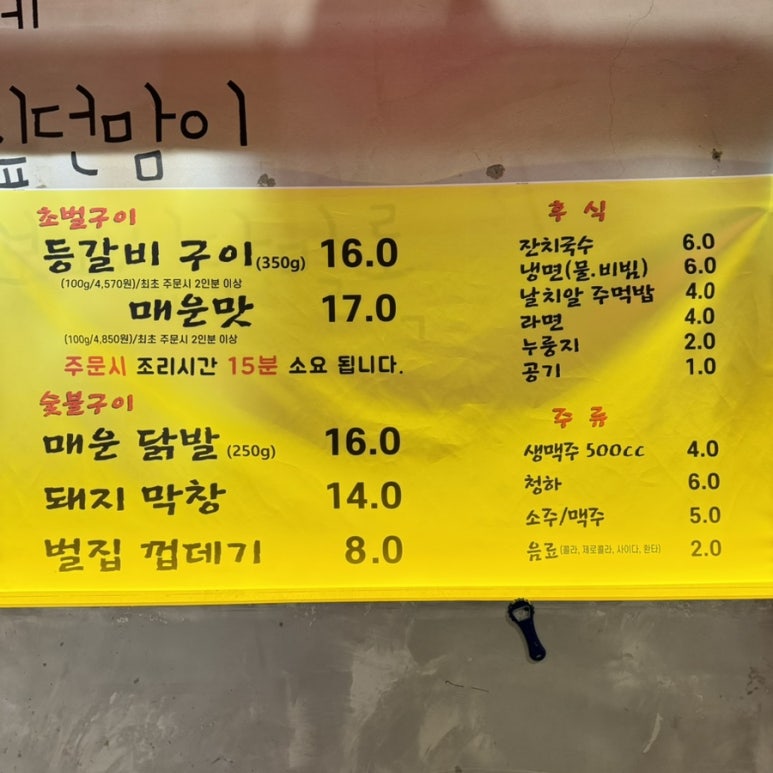 초벌구이
등갈비 구이(350g) 16.0
(100g/4,570원)/최초 주문시 2인분 이상
매운맛 17.0
(100g/4,850원)/최초 주문시 2인분 이상
주문시 조리시간 15분 소요 됩니다.
숯불구이
매운 닭발 (250g) 16.0
돼지 막창 14.0
벌집 껍데기 8.0
후 식
잔치국수 6.0
냉면(물.비빔) 6.0
날치알 주먹밥 4.0
라면 4.0
누룽지 2.0
공기 1.0
주 류
생맥주 500cc 4.0
청하 6.0
소주/맥주 5.0
음료(콜라, 제로콜라, 사이다, 환타) 2.0